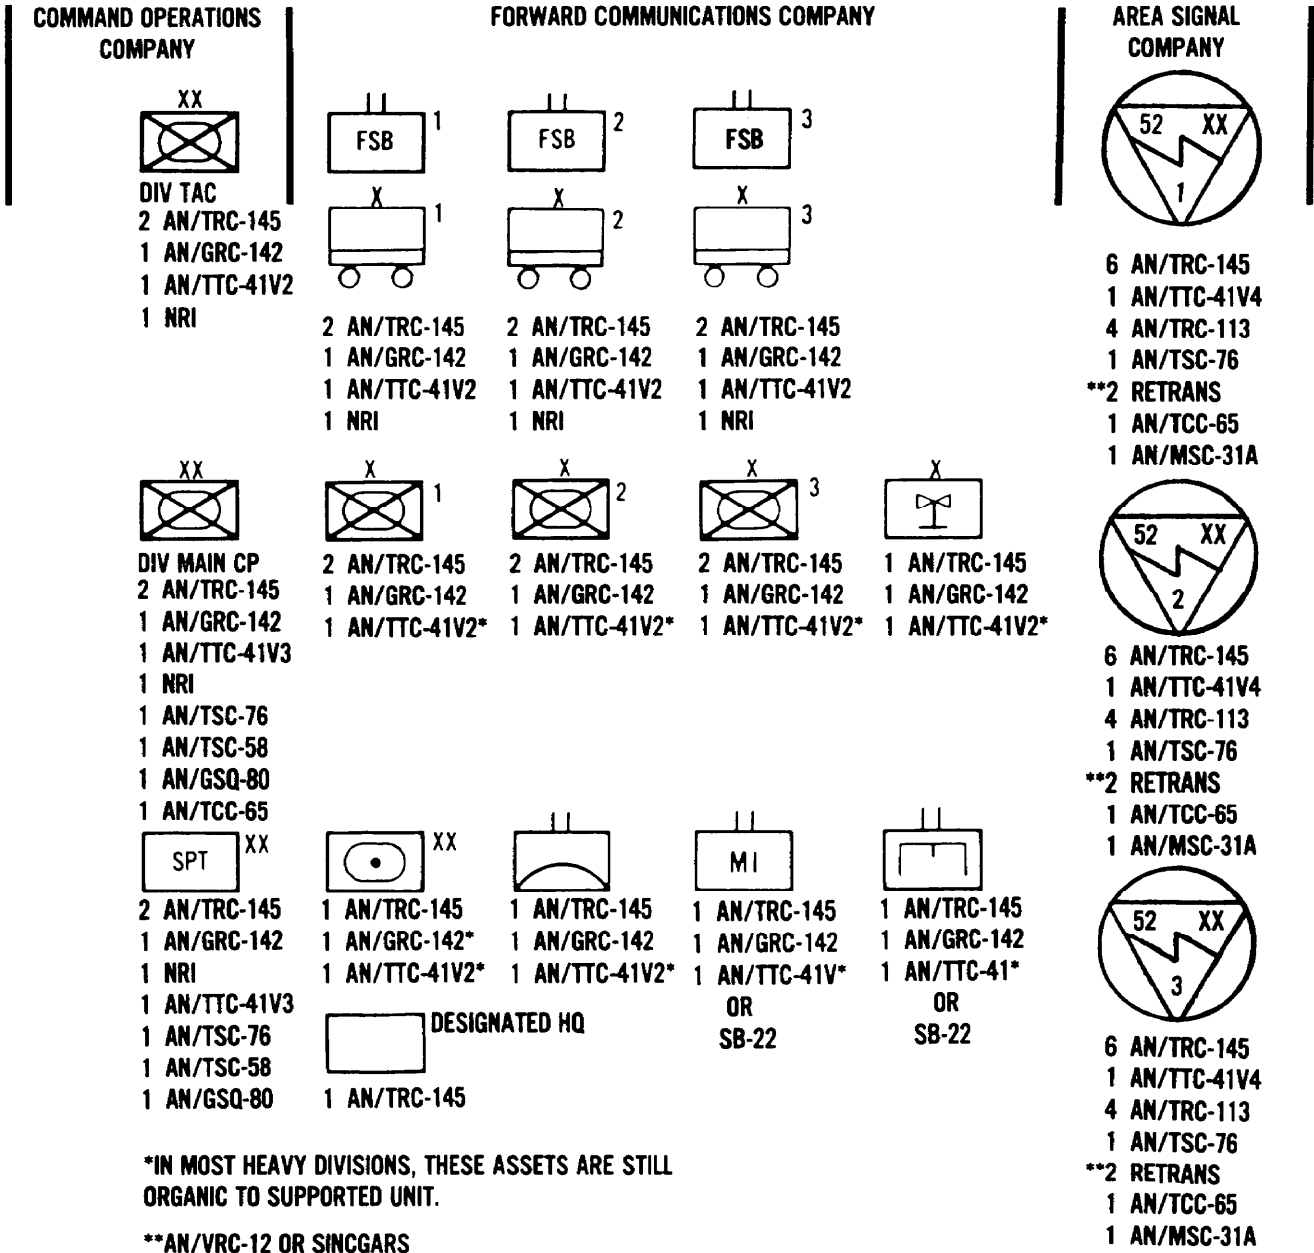 COMMAND OPERATIONS
COMPANY
XX
DIV TAC
2 AN/TRC-145
1 AN/GRC-142
1 AN/TTC-41V2
1 NRI
XX
DIV MAIN CP
2 AN/TRC-145
1 AN/GRC-142
1 AN/TTC-41V3
1 NRI
1 AN/TSC-76
1 AN/TSC-58
1 AN/GSQ-80
1 AN/TCC-65
SPT XX
2 AN/TRC-145
1 AN/GRC-142
1 NRI
1 AN/TTC-41V3
1 AN/TSC-76
1 AN/TSC-58
1 AN/GSQ-80
FORWARD COMMUNICATIONS COMPANY
FSB 1
X
1
2 AN/TRC-145
1 AN/GRC-142
1 AN/TTC-41V2
1 NRI
FSB 2
X
2
2 AN/TRC-145
1 AN/GRC-142
1 AN/TTC-41V2
1 NRI
FSB 3
X
3
2 AN/TRC-145
1 AN/GRC-142
1 AN/TTC-41V2
1 NRI
X
1
2 AN/TRC-145
1 AN/GRC-142
1 AN/TTC-41V2*
X
2
2 AN/TRC-145
1 AN/GRC-142
1 AN/TTC-41V2*
X
3
2 AN/TRC-145
1 AN/GRC-142
1 AN/TTC-41V2*
X
1 AN/TRC-145
1 AN/GRC-142
1 AN/TTC-41V2*
XX
1 AN/TRC-145
1 AN/GRC-142*
1 AN/TTC-41V2*
1 AN/TRC-145
1 AN/GRC-142
1 AN/TTC-41V2*
MI
1 AN/TRC-145
1 AN/GRC-142
1 AN/TTC-41V*
OR
SB-22
1 AN/TRC-145
1 AN/GRC-142
1 AN/TTC-41*
OR
SB-22
DESIGNATED HQ
1 AN/TRC-145
AREA SIGNAL
COMPANY
52 XX
1
6 AN/TRC-145
1 AN/TTC-41V4
4 AN/TRC-113
1 AN/TSC-76
**2 RETRANS
1 AN/TCC-65
1 AN/MSC-31A
52 XX
2
6 AN/TRC-145
1 AN/TTC-41V4
4 AN/TRC-113
1 AN/TSC-76
**2 RETRANS
1 AN/TCC-65
1 AN/MSC-31A
52 XX
3
6 AN/TRC-145
1 AN/TTC-41V4
4 AN/TRC-113
1 AN/TSC-76
**2 RETRANS
1 AN/TCC-65
1 AN/MSC-31A
*IN MOST HEAVY DIVISIONS, THESE ASSETS ARE STILL
ORGANIC TO SUPPORTED UNIT.
**AN/VRC-12 OR SINCGARS